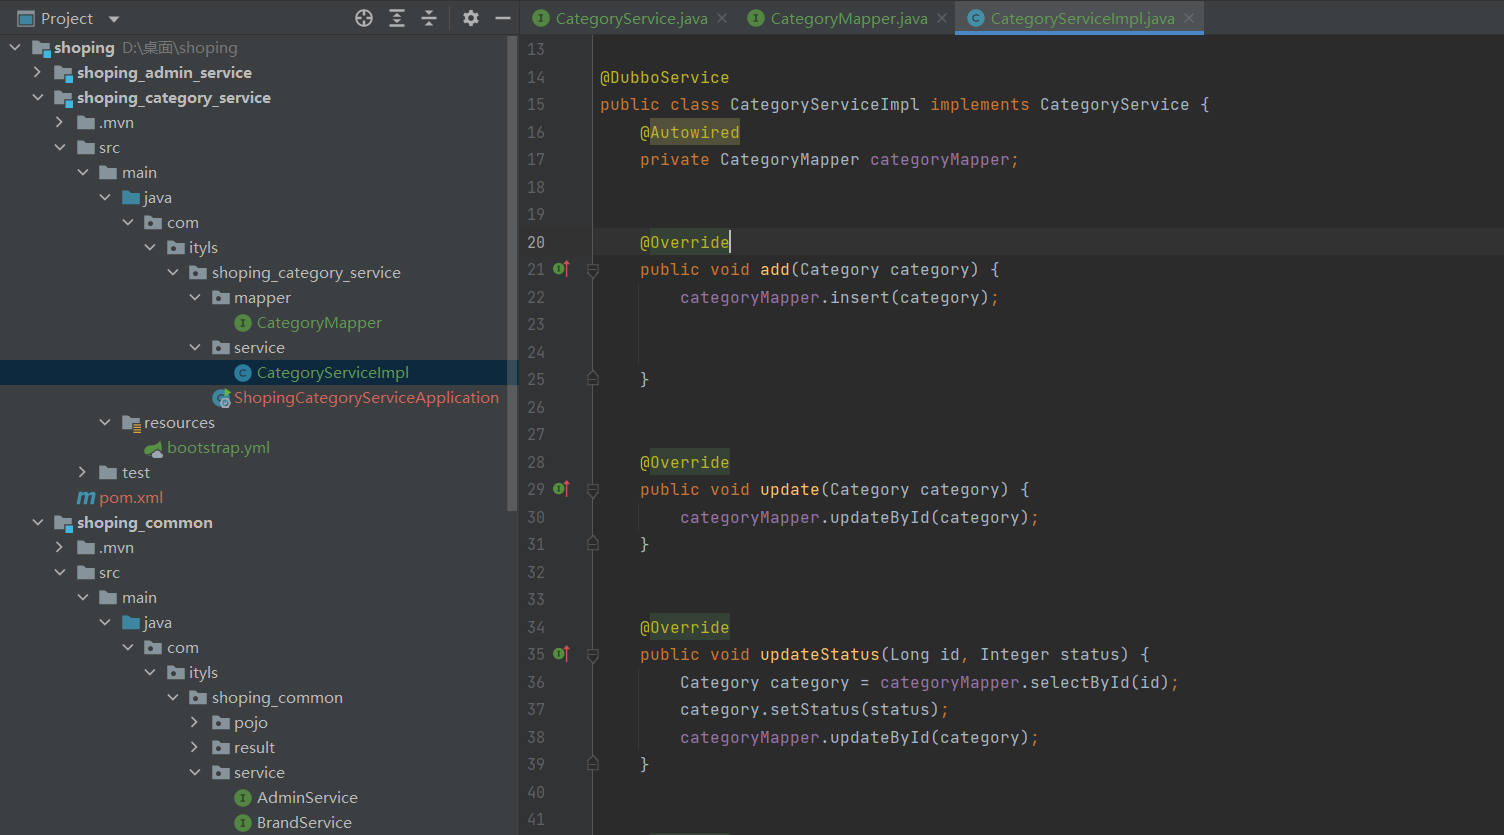 Project
shoping D:\桌面\shoping
shoping_admin_service
shoping_category_service
.mvn
src
main
java
com
ityls
shoping_category_service
mapper
CategoryMapper
service
CategoryServiceImpl
ShopingCategoryServiceApplication
resources
bootstrap.yml
test
pom.xml
shoping_common
.mvn
src
main
java
com
ityls
shoping_common
pojo
result
service
AdminService
BrandService
CategoryService.java CategoryMapper.java CategoryServiceImpl.java
13
14 @DubboService
15 public class CategoryServiceImpl implements CategoryService {
16 @Autowired
17 private CategoryMapper categoryMapper;
18
19
20 @Override
21 public void add(Category category) {
22 categoryMapper.insert(category);
23
24
25 }
26
27
28 @Override
29 public void update(Category category) {
30 categoryMapper.updateById(category);
31 }
32
33
34 @Override
35 public void updateStatus(Long id, Integer status) {
36 Category category = categoryMapper.selectById(id);
37 category.setStatus(status);
38 categoryMapper.updateById(category);
39 }
40
41